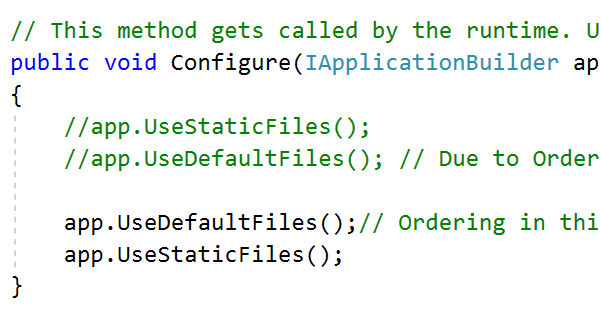 // This method gets called by the runtime. U
public void Configure(IApplicationBuilder ap
{
//app.UseStaticFiles();
//app.UseDefaultFiles(); // Due to Order
app.UseDefaultFiles();// Ordering in thi
app.UseStaticFiles();
}